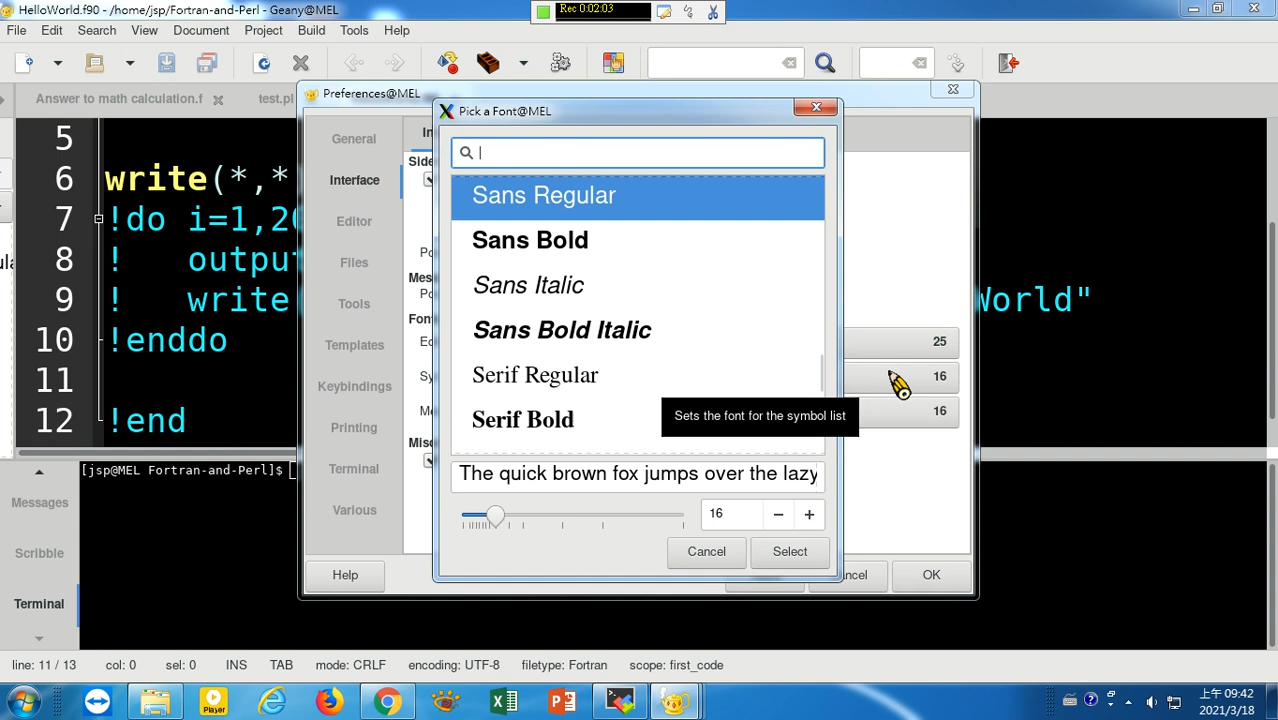 HelloWorld.f90 - /home/jsp/Fortran-and-Perl - Geany@MEL
Rec 0:02:03
File Edit Search View Document Project Build Tools Help
Answer to math calculation.f
test.pl
5
6 write(*,*
7 !do i=1,20
8 ! output
9 ! write( World"
10 !enddo
11
12 !end
Preferences@MEL
General
Interface
Editor
Files
Tools
Templates
Keybindings
Printing
Terminal
Various
Help
OK
25
16
16
Pick a Font@MEL
Sans Regular
Sans Bold
Sans Italic
Sans Bold Italic
Serif Regular
Serif Bold
Sets the font for the symbol list
The quick brown fox jumps over the lazy
16
Cancel
Select
[jsp@MEL Fortran-and-Perl]$
Messages
Scribble
Terminal
line: 11 / 13 col: 0 sel: 0 INS TAB mode: CRLF encoding: UTF-8 filetype: Fortran scope: first_code
Player
上午 09:42
2021/3/18